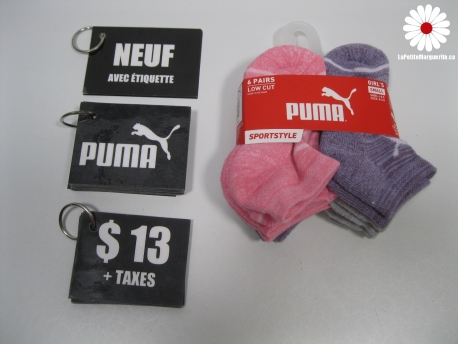 NEUF
AVEC ÉTIQUETTE
PUMA
$ 13
+ TAXES
6 PAIRS
LOW CUT
PUMA
SPORTSTYLE
GIRL'S
SMALL
LaPetiteMarguerite.ca